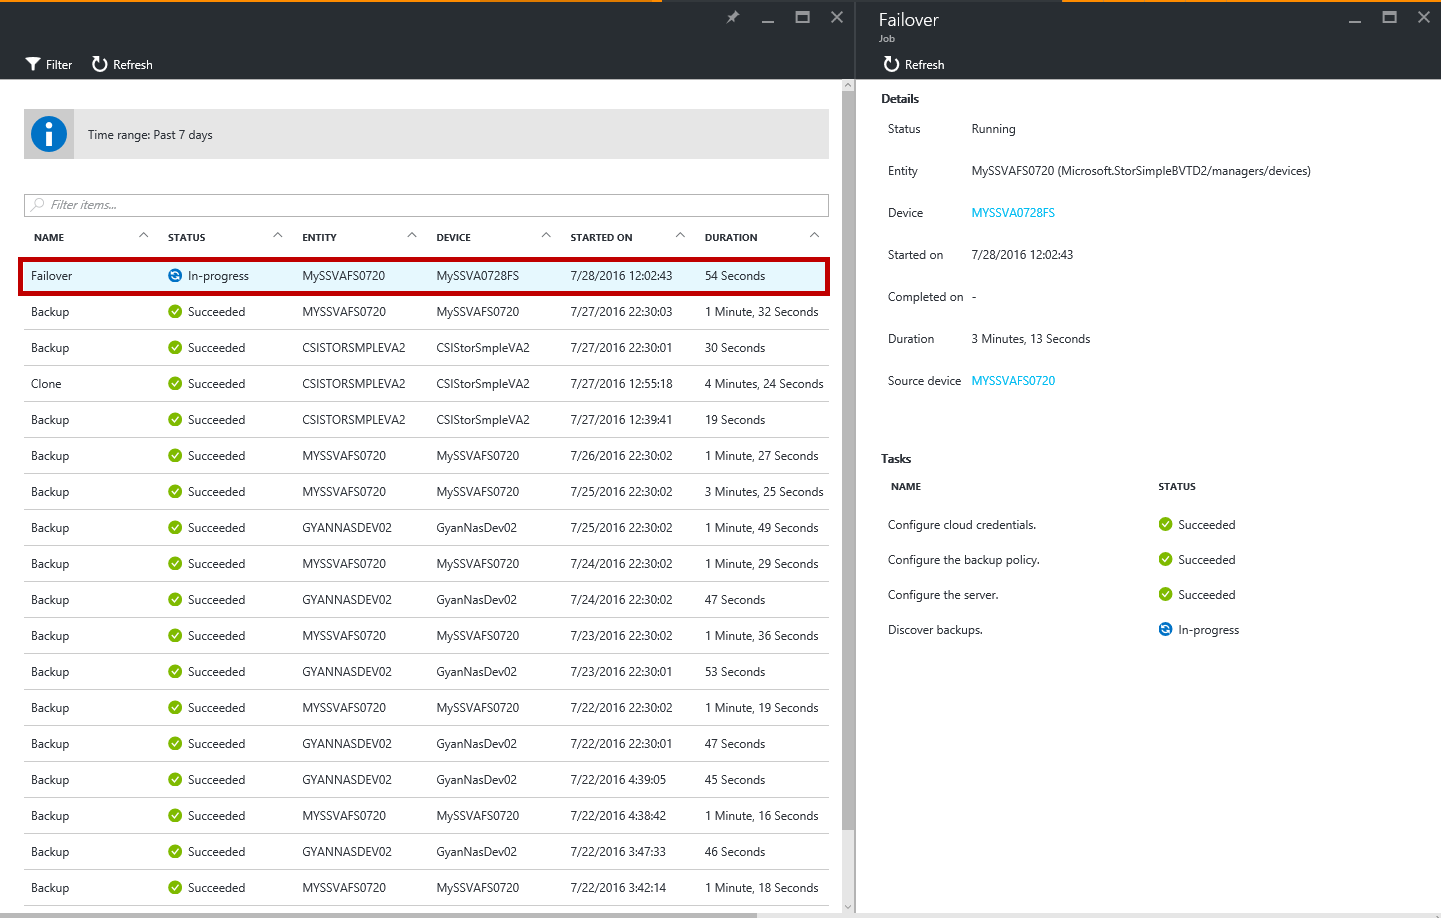 Filter Refresh
Time range: Past 7 days
Filter items...
NAME STATUS ENTITY DEVICE STARTED ON DURATION
Failover In-progress MySSVAFS0720 MySSVA0728FS 7/28/2016 12:02:43 54 Seconds
Backup Succeeded MYSSVAFS0720 MySSVAFS0720 7/27/2016 22:30:03 1 Minute, 32 Seconds
Backup Succeeded CSISTORSMPLEVA2 CSIStorSmpleVA2 7/27/2016 22:30:01 30 Seconds
Clone Succeeded CSISTORSMPLEVA2 CSIStorSmpleVA2 7/27/2016 12:55:18 4 Minutes, 24 Seconds
Backup Succeeded CSISTORSMPLEVA2 CSIStorSmpleVA2 7/27/2016 12:39:41 19 Seconds
Backup Succeeded MYSSVAFS0720 MySSVAFS0720 7/26/2016 22:30:02 1 Minute, 27 Seconds
Backup Succeeded MYSSVAFS0720 MySSVAFS0720 7/25/2016 22:30:02 3 Minutes, 25 Seconds
Backup Succeeded GYANNASDEV02 GyanNasDev02 7/25/2016 22:30:02 1 Minute, 49 Seconds
Backup Succeeded MYSSVAFS0720 MySSVAFS0720 7/24/2016 22:30:02 1 Minute, 29 Seconds
Backup Succeeded GYANNASDEV02 GyanNasDev02 7/24/2016 22:30:02 47 Seconds
Backup Succeeded MYSSVAFS0720 MySSVAFS0720 7/23/2016 22:30:02 1 Minute, 36 Seconds
Backup Succeeded GYANNASDEV02 GyanNasDev02 7/23/2016 22:30:01 53 Seconds
Backup Succeeded MYSSVAFS0720 MySSVAFS0720 7/22/2016 22:30:02 1 Minute, 19 Seconds
Backup Succeeded GYANNASDEV02 GyanNasDev02 7/22/2016 22:30:01 47 Seconds
Backup Succeeded GYANNASDEV02 GyanNasDev02 7/22/2016 4:39:05 45 Seconds
Backup Succeeded MYSSVAFS0720 MySSVAFS0720 7/22/2016 4:38:42 1 Minute, 16 Seconds
Backup Succeeded GYANNASDEV02 GyanNasDev02 7/22/2016 3:47:33 46 Seconds
Backup Succeeded MYSSVAFS0720 MySSVAFS0720 7/22/2016 3:42:14 1 Minute, 18 Seconds
Failover
Job
Refresh
Details
Status Running
Entity MySSVAFS0720 (Microsoft.StorSimpleBVTD2/managers/devices)
Device MYSSVA0728FS
Started on 7/28/2016 12:02:43
Completed on -
Duration 3 Minutes, 13 Seconds
Source device MYSSVAFS0720
Tasks
NAME STATUS
Configure cloud credentials. Succeeded
Configure the backup policy. Succeeded
Configure the server. Succeeded
Discover backups. In-progress